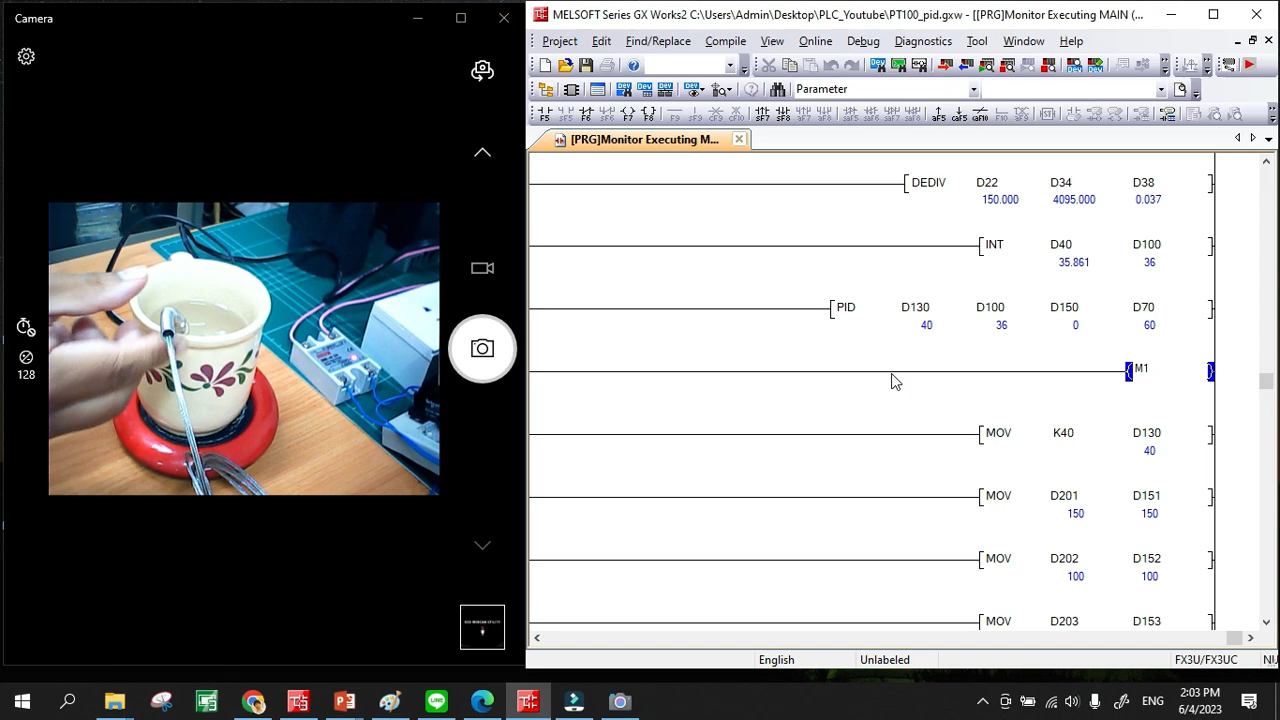 Camera
128
MELSOFT Series GX Works2 C:\Users\Admin\Desktop\PLC_Youtube\PT100_pid.gxw - [[PRG]Monitor Executing MAIN (...
Project Edit Find/Replace Compile View Online Debug Diagnostics Tool Window Help
Parameter
[PRG]Monitor Executing M...
DEDIV D22 D34 D38
150.000 4095.000 0.037
INT D40 D100
35.861 36
PID D130 D100 D150 D70
40 36 0 60
M1
MOV K40 D130
40
MOV D201 D151
150 150
MOV D202 D152
100 100
MOV D203 D153
English Unlabeled FX3U/FX3UC NU
ENG 2:03 PM
6/4/2023